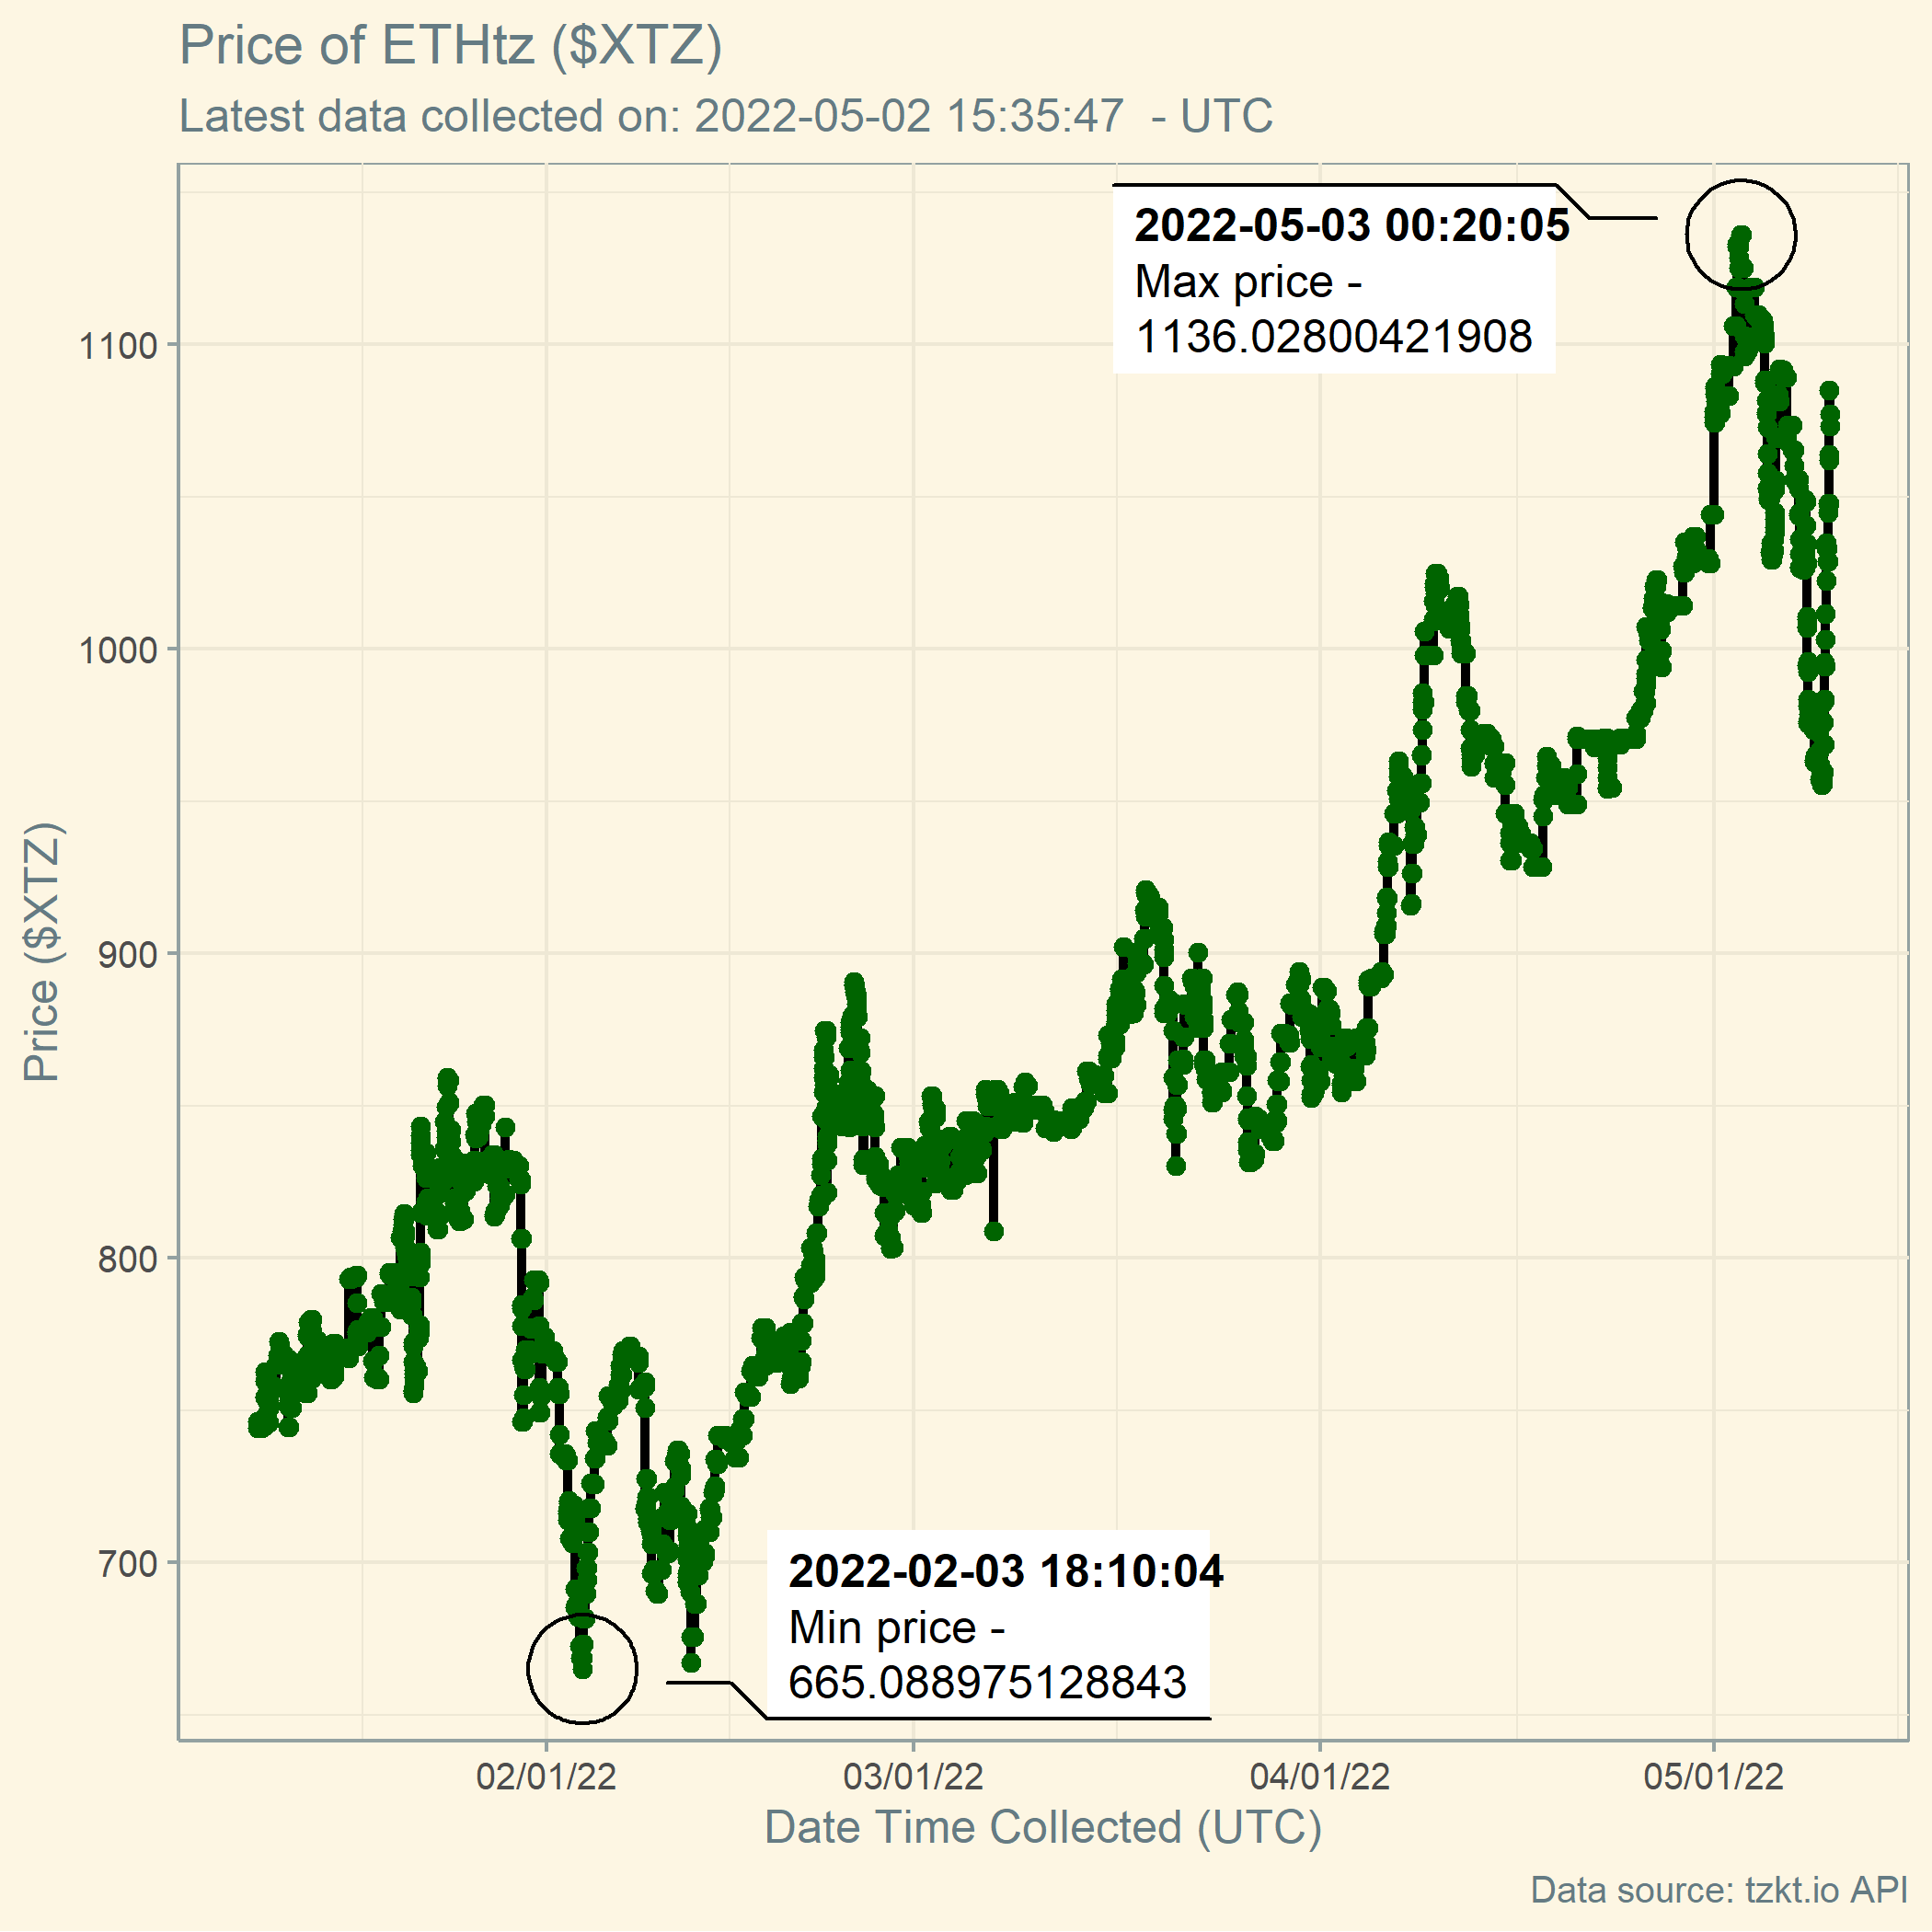 Price of ETHtz ($XTZ)
Latest data collected on: 2022-05-02 15:35:47  - UTC
2022-05-03 00:20:05
Max price -
1136.02800421908
1100
1000
900
800
700
Price ($XTZ)
2022-02-03 18:10:04
Min price -
665.088975128843
02/01/22
03/01/22
04/01/22
05/01/22
Date Time Collected (UTC)
Data source: tzkt.io API